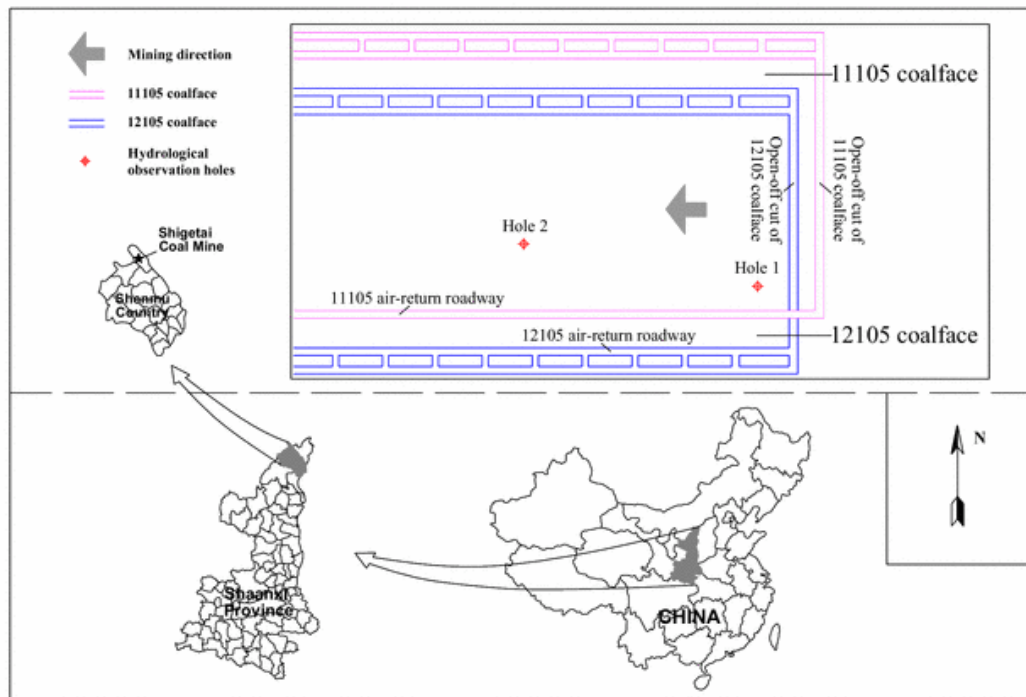 Mining direction
11105 coalface
12105 coalface
Hydrological
observation holes
Shigetai
Coal Mine
Shenmu
Country
11105 coalface
Open-off cut of
12105 coalface
Open-off cut of
11105 coalface
Hole 2
Hole 1
11105 air-return roadway
12105 air-return roadway
12105 coalface
Shaanxi
Province
CHINA
N